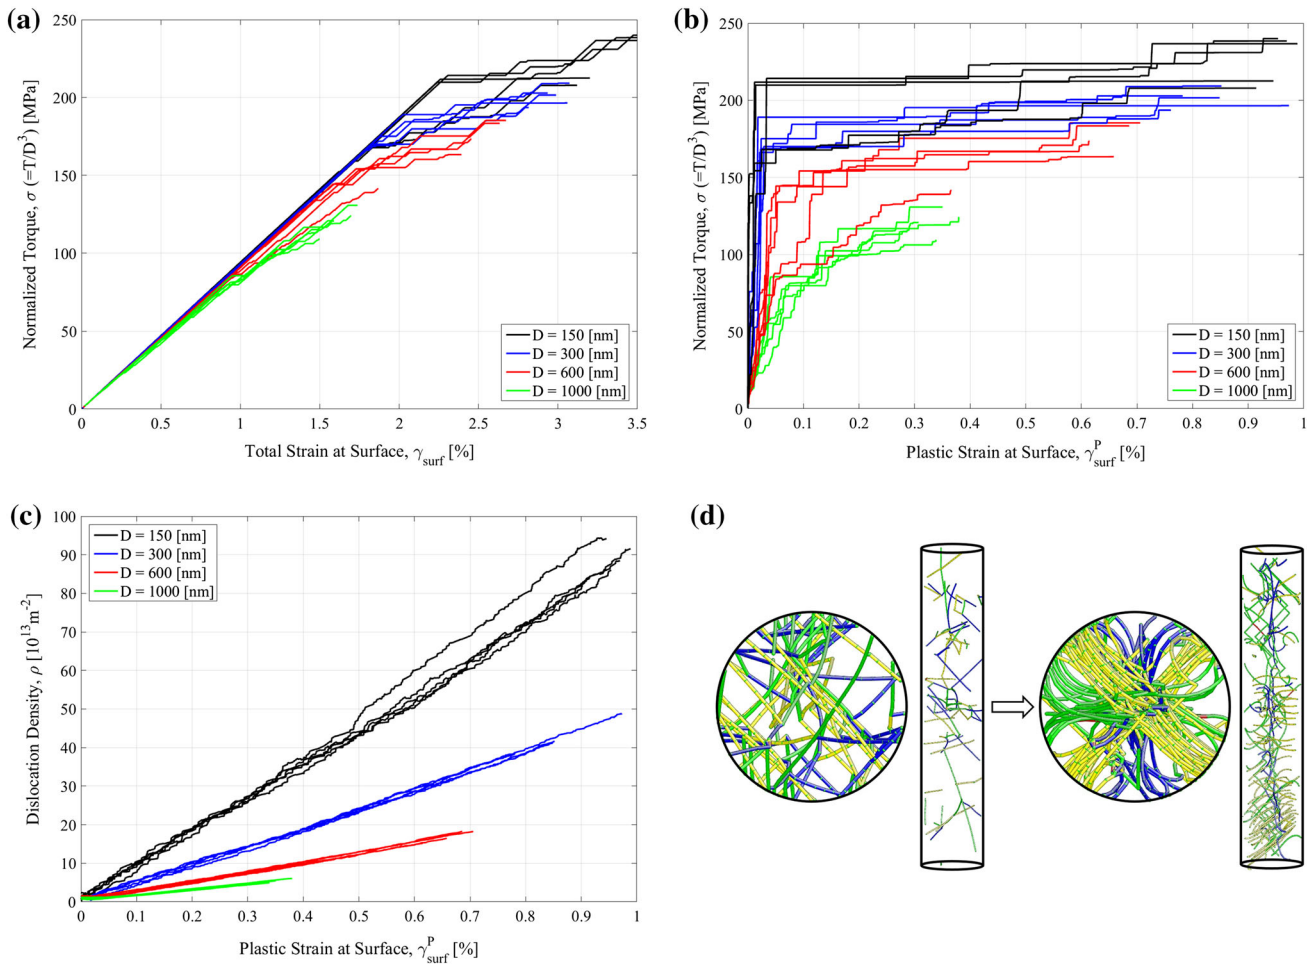 (a)
250
200
150
100
50
0
Normalized Torque, σ (=T/D³) [MPa]
0 0.5 1 1.5 2 2.5 3 3.5
Total Strain at Surface, γsurf [%]
D = 150 [nm]
D = 300 [nm]
D = 600 [nm]
D = 1000 [nm]
(b)
250
200
150
100
50
0
Normalized Torque, σ (=T/D³) [MPa]
0 0.1 0.2 0.3 0.4 0.5 0.6 0.7 0.8 0.9 1
Plastic Strain at Surface, γᴾsurf [%]
D = 150 [nm]
D = 300 [nm]
D = 600 [nm]
D = 1000 [nm]
(c)
100
90
80
70
60
50
40
30
20
10
0
Dislocation Density, ρ [10¹³m⁻²]
0 0.1 0.2 0.3 0.4 0.5 0.6 0.7 0.8 0.9 1
Plastic Strain at Surface, γᴾsurf [%]
D = 150 [nm]
D = 300 [nm]
D = 600 [nm]
D = 1000 [nm]
(d)